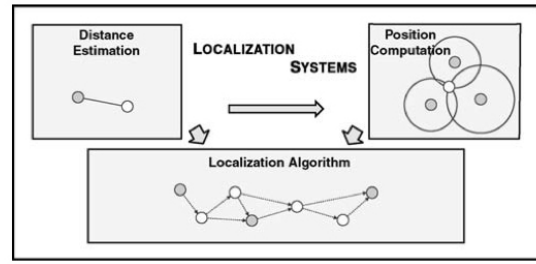 Distance
Estimation
LOCALIZATION
SYSTEMS
Position
Computation
Localization Algorithm